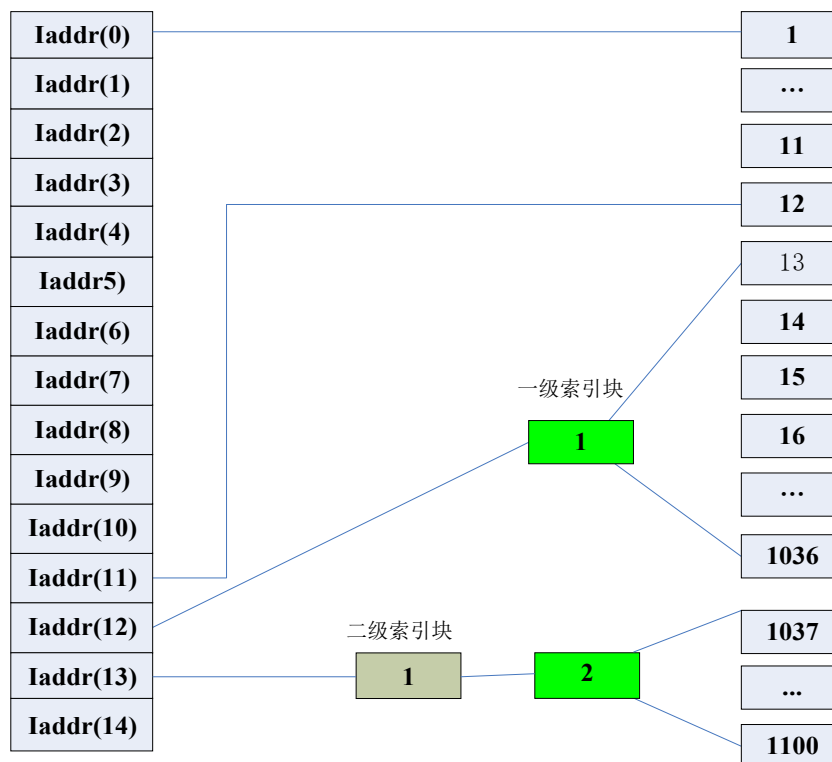 Iaddr(0)
Iaddr(1)
Iaddr(2)
Iaddr(3)
Iaddr(4)
Iaddr5)
Iaddr(6)
Iaddr(7)
Iaddr(8)
Iaddr(9)
Iaddr(10)
Iaddr(11)
Iaddr(12)
Iaddr(13)
Iaddr(14)
一级索引块
1
二级索引块
1
2
1
...
11
12
13
14
15
16
...
1036
1037
...
1100